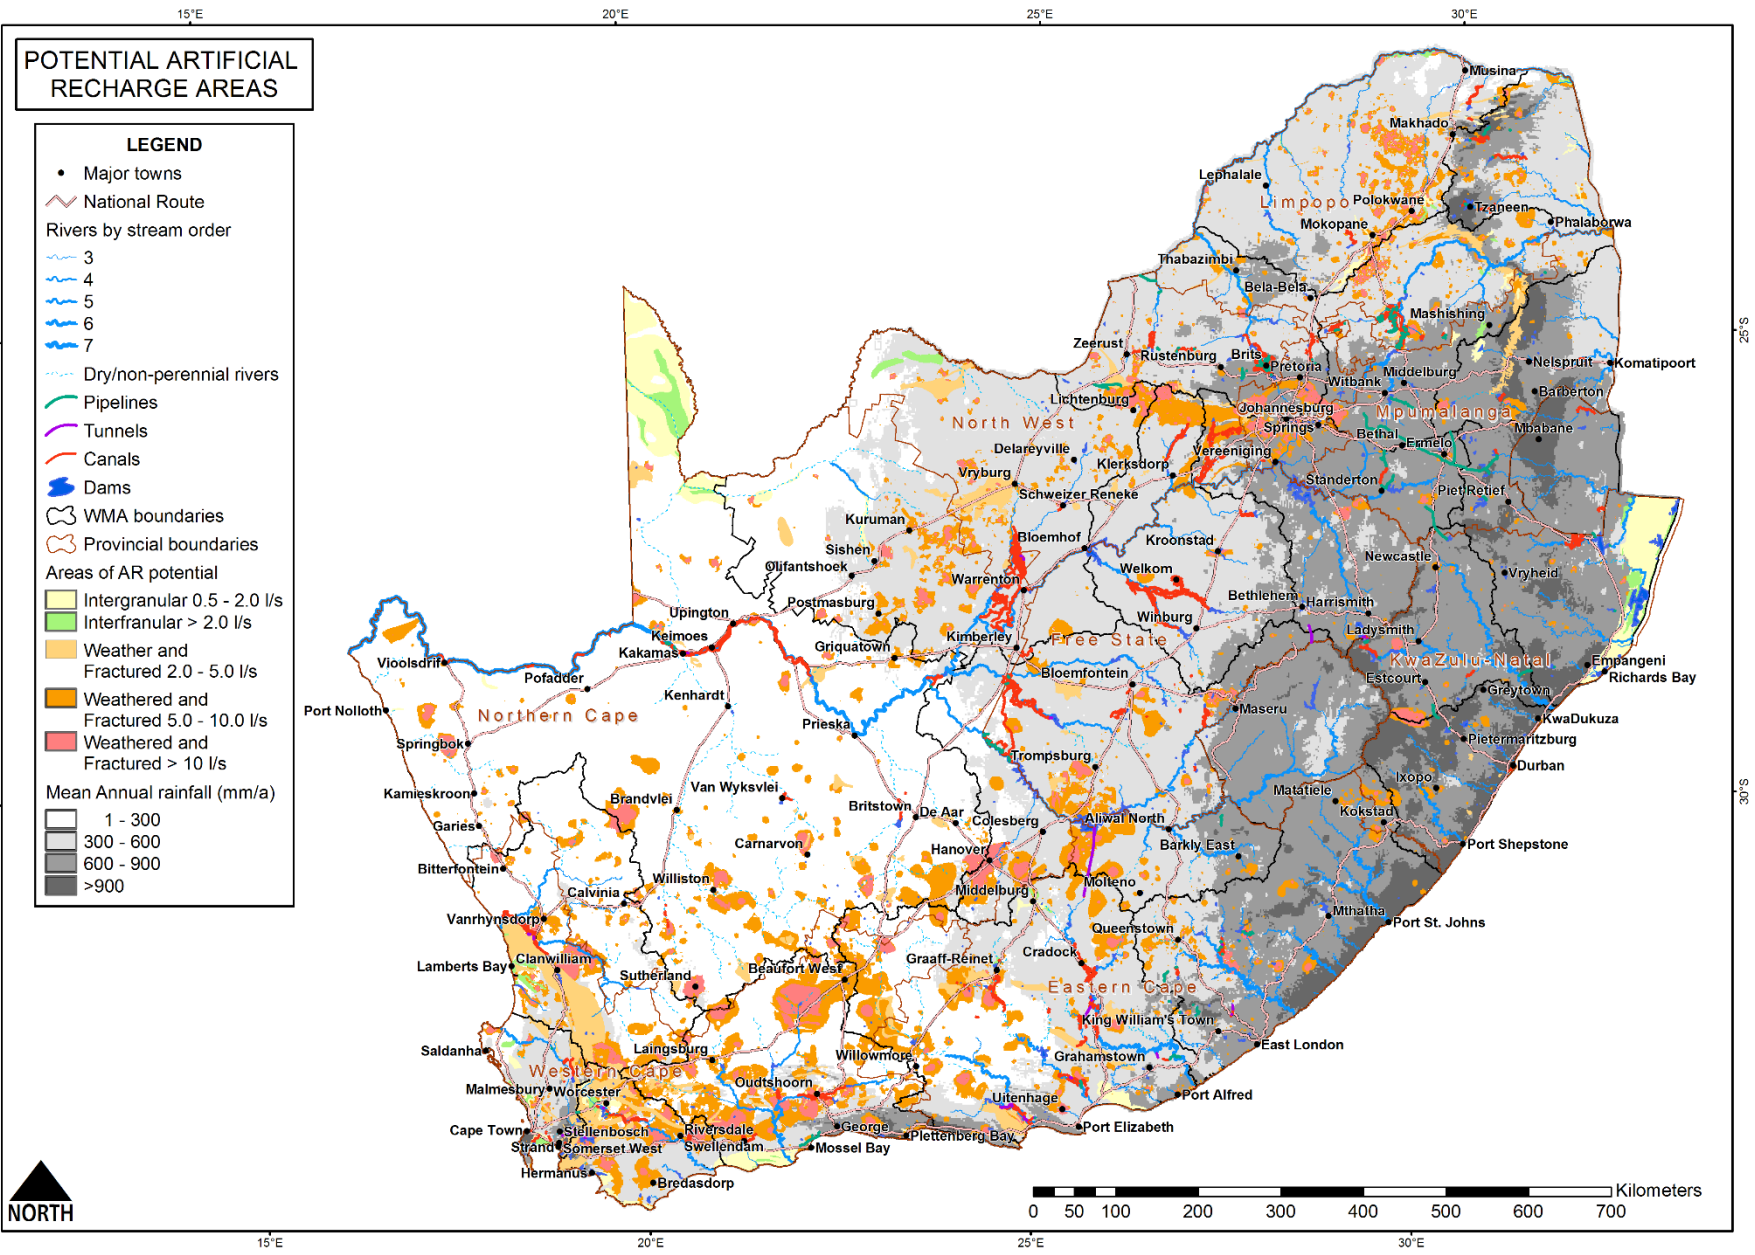 15°E
20°E
25°E
30°E
POTENTIAL ARTIFICIAL
RECHARGE AREAS
LEGEND
Major towns
National Route
Rivers by stream order
3
4
5
6
7
Dry/non-perennial rivers
Pipelines
Tunnels
Canals
Dams
WMA boundaries
Provincial boundaries
Areas of AR potential
Intergranular 0.5 - 2.0 l/s
Interfranular > 2.0 l/s
Weather and
Fractured 2.0 - 5.0 l/s
Weathered and
Fractured 5.0 - 10.0 l/s
Weathered and
Fractured > 10 l/s
Mean Annual rainfall (mm/a)
1 - 300
300 - 600
600 - 900
>900
Musina
Makhado
Lephalale
Limpopo
Polokwane
Tzaneen
Mokopane
Phalaborwa
Thabazimbi
Bela-Bela
Mashishing
25°S
Zeerust
Rustenburg
Brits
Pretoria
Nelspruit
Komatipoort
Witbank
Middelburg
Barberton
Lichtenburg
Johannesburg
Mpumalanga
North West
Springs
Bethal
Ermelo
Mbabane
Delareyville
Vereeniging
Klerksdorp
Vryburg
Schweizer Reneke
Standerton
Piet Retief
Kuruman
Bloemhof
Kroonstad
Sishen
Newcastle
Olifantshoek
Warrenton
Welkom
Vryheid
Postmasburg
Bethlehem
Harrismith
Upington
Winburg
Keimoes
Kimberley
Free State
Ladysmith
Kakamas
Griquatown
KwaZulu-Natal
Vioolsdrif
Bloemfontein
Empangeni
Pofadder
Estcourt
Richards Bay
Kenhardt
Greytown
Port Nolloth
Northern Cape
Maseru
KwaDukuza
Prieska
Springbok
Pietermaritzburg
Trompsburg
Durban
Ixopo
Kamieskroon
Brandvlei
Van Wyksvlei
Matatiele
30°S
Britstown
De Aar
Kokstad
Garies
Colesberg
Aliwal North
Carnarvon
Hanover
Barkly East
Port Shepstone
Bitterfontein
Williston
Calvinia
Middelburg
Molteno
Vanrhynsdorp
Mthatha
Port St. Johns
Queenstown
Lamberts Bay
Clanwilliam
Sutherland
Beaufort West
Graaff-Reinet
Cradock
Eastern Cape
King William's Town
Saldanha
Laingsburg
Willowmore
Grahamstown
East London
Western Cape
Oudtshoorn
Malmesbury
Worcester
Uitenhage
Port Alfred
Cape Town
Stellenbosch
Riversdale
George
Plettenberg Bay
Port Elizabeth
Strand
Somerset West
Swellendam
Mossel Bay
Hermanus
Bredasdorp
NORTH
Kilometers
0 50 100 200 300 400 500 600 700
15°E
20°E
25°E
30°E